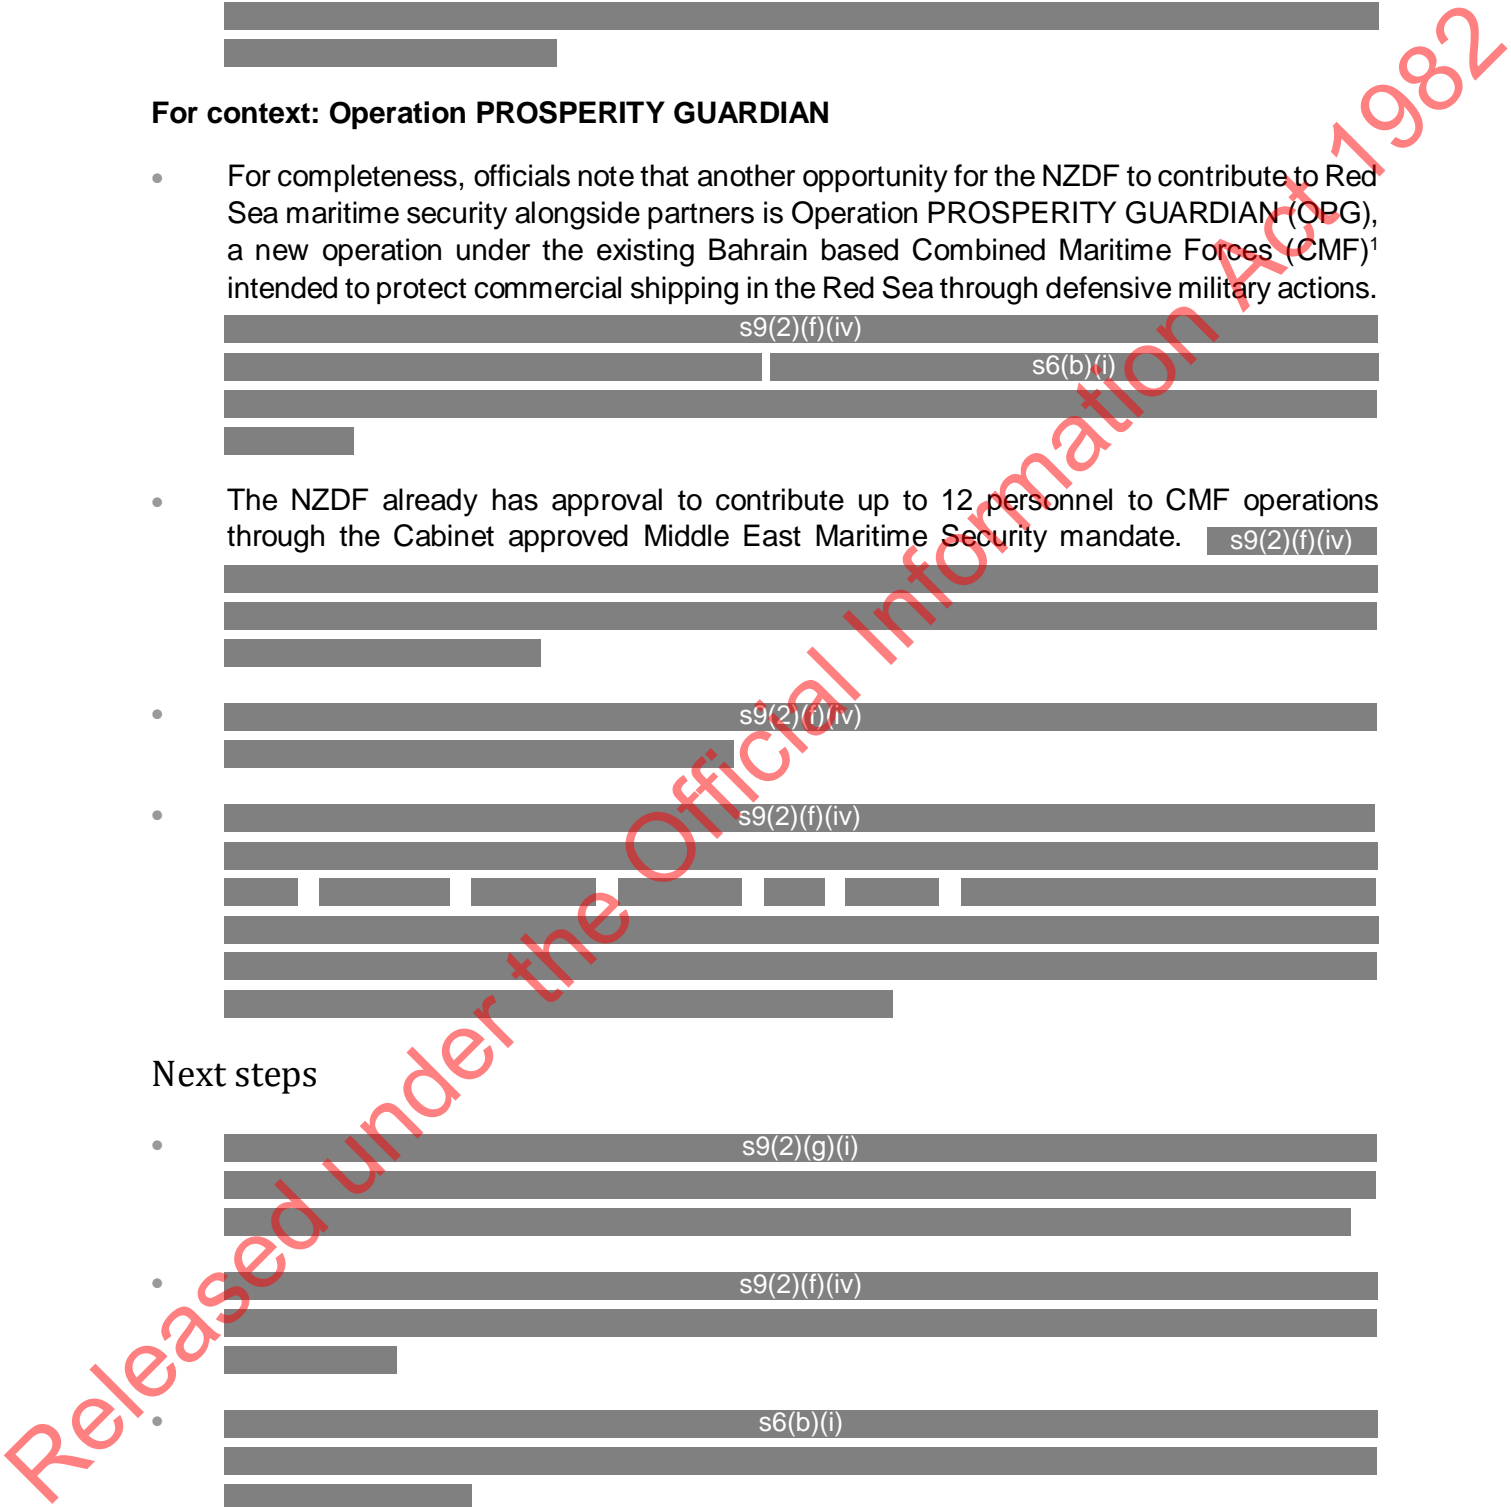 For context: Operation PROSPERITY GUARDIAN
• For completeness, officials note that another opportunity for the NZDF to contribute to Red
Sea maritime security alongside partners is Operation PROSPERITY GUARDIAN (OPG),
a new operation under the existing Bahrain based Combined Maritime Forces (CMF)¹
intended to protect commercial shipping in the Red Sea through defensive military actions.
s9(2)(f)(iv)
s6(b)(i)
• The NZDF already has approval to contribute up to 12 personnel to CMF operations
through the Cabinet approved Middle East Maritime Security mandate. s9(2)(f)(iv)
• s9(2)(f)(iv)
• s9(2)(f)(iv)
Next steps
• s9(2)(g)(i)
• s9(2)(f)(iv)
• s6(b)(i)
Released under the Official Information Act 1982